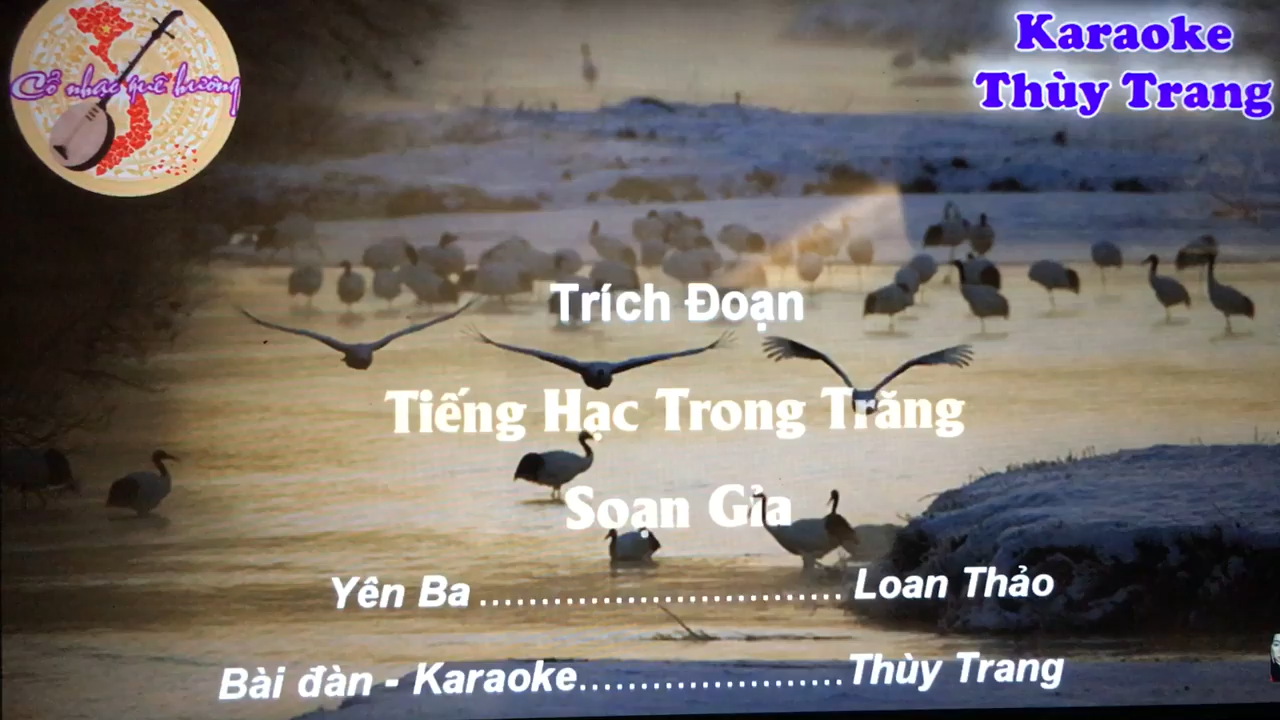 Cổ nhạc quê hương
Karaoke
Thùy Trang
Trích Đoạn
Tiếng Hạc Trong Trăng
Soạn Gỉa
Yên Ba ............................. Loan Thảo
Bài đàn - Karaoke......................Thùy Trang